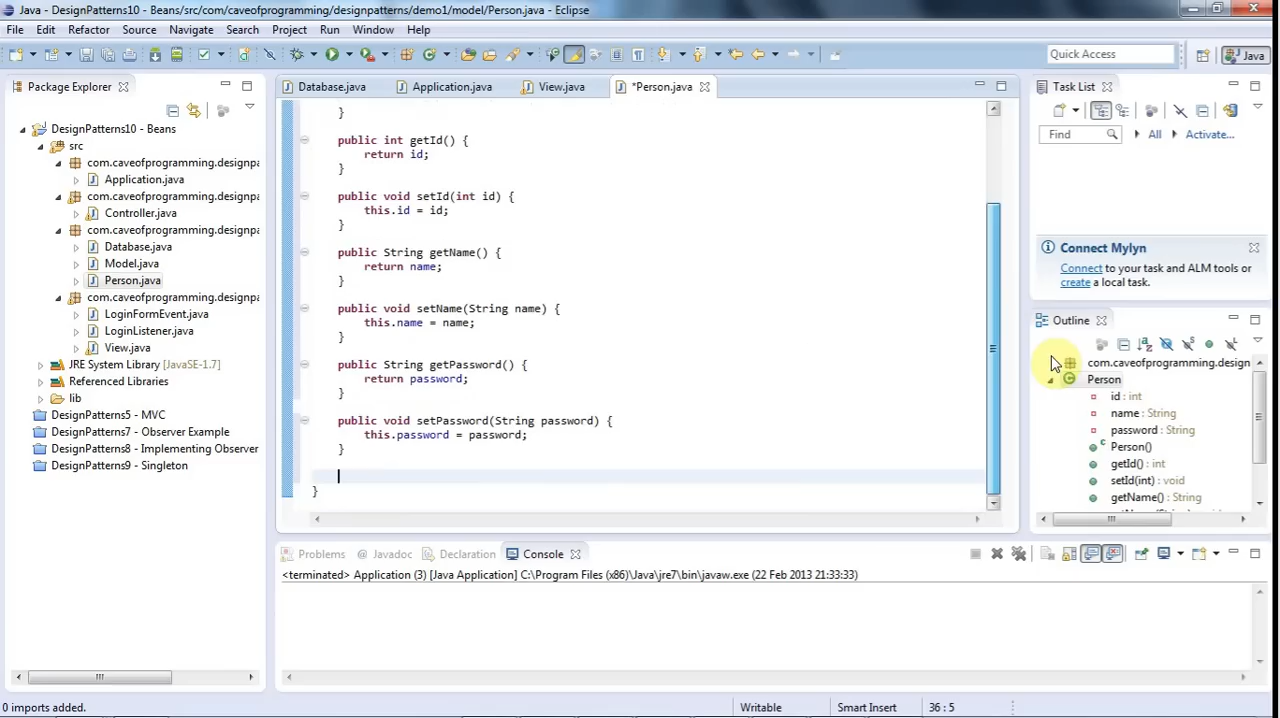 Java - DesignPatterns10 - Beans/src/com/caveofprogramming/designpatterns/demo1/model/Person.java - Eclipse
File Edit Refactor Source Navigate Search Project Run Window Help
Quick Access
Java
Package Explorer
DesignPatterns10 - Beans
src
com.caveofprogramming.designpa
Application.java
com.caveofprogramming.designpa
Controller.java
com.caveofprogramming.designpa
Database.java
Model.java
Person.java
com.caveofprogramming.designpa
LoginFormEvent.java
LoginListener.java
View.java
JRE System Library [JavaSE-1.7]
Referenced Libraries
lib
DesignPatterns5 - MVC
DesignPatterns7 - Observer Example
DesignPatterns8 - Implementing Observer
DesignPatterns9 - Singleton
Database.java Application.java View.java *Person.java
}
public int getId() {
return id;
}
public void setId(int id) {
this.id = id;
}
public String getName() {
return name;
}
public void setName(String name) {
this.name = name;
}
public String getPassword() {
return password;
}
public void setPassword(String password) {
this.password = password;
}
}
Task List
Find All Activate...
Connect Mylyn
Connect to your task and ALM tools or
create a local task.
Outline
com.caveofprogramming.design
Person
id : int
name : String
password : String
Person()
getId() : int
setId(int) : void
getName() : String
Problems Javadoc Declaration Console
<terminated> Application (3) [Java Application] C:\Program Files (x86)\Java\jre7\bin\javaw.exe (22 Feb 2013 21:33:33)
0 imports added.
Writable
Smart Insert
36 : 5